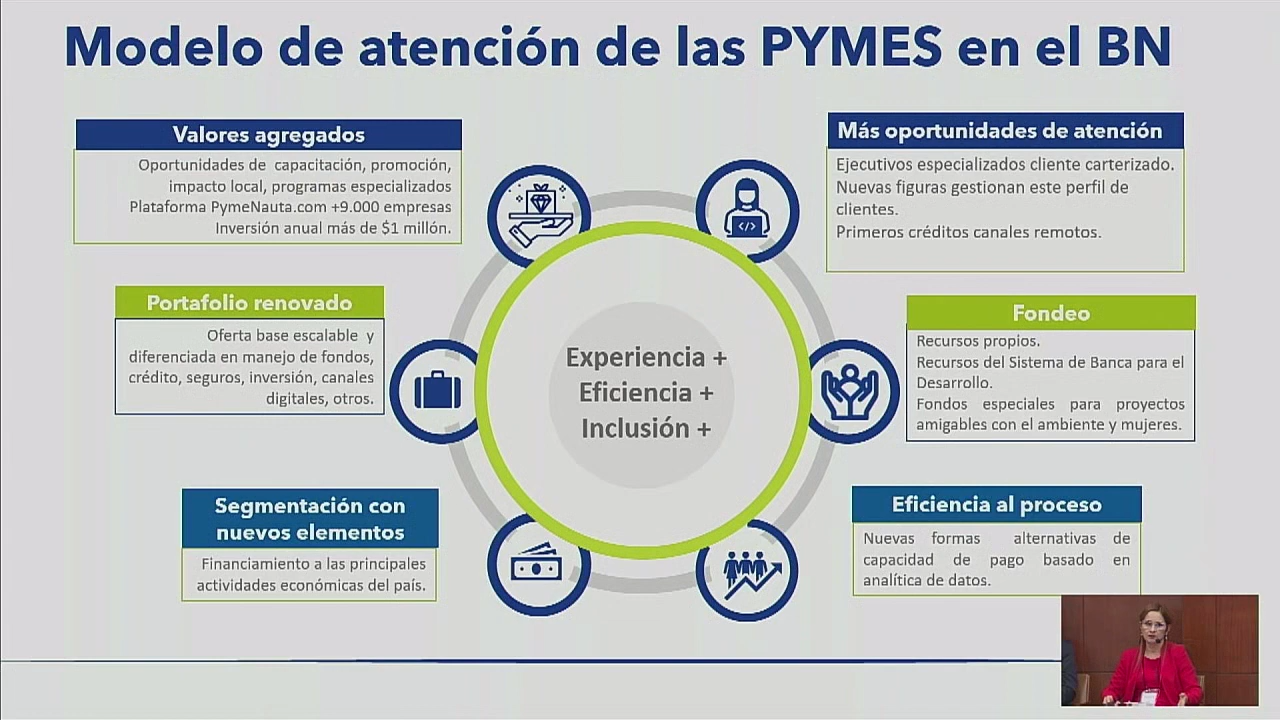 Modelo de atención de las PYMES en el BN
Valores agregados
Oportunidades de capacitación, promoción,
impacto local, programas especializados
Plataforma PymeNauta.com +9.000 empresas
Inversión anual más de $1 millón.
Más oportunidades de atención
Ejecutivos especializados cliente carterizado.
Nuevas figuras gestionan este perfil de
clientes.
Primeros créditos canales remotos.
Portafolio renovado
Oferta base escalable y
diferenciada en manejo de fondos,
crédito, seguros, inversión, canales
digitales, otros.
Experiencia +
Eficiencia +
Inclusión +
Fondeo
Recursos propios.
Recursos del Sistema de Banca para el
Desarrollo.
Fondos especiales para proyectos
amigables con el ambiente y mujeres.
Segmentación con
nuevos elementos
Financiamiento a las principales
actividades económicas del país.
Eficiencia al proceso
Nuevas formas alternativas de
capacidad de pago basado en
analítica de datos.